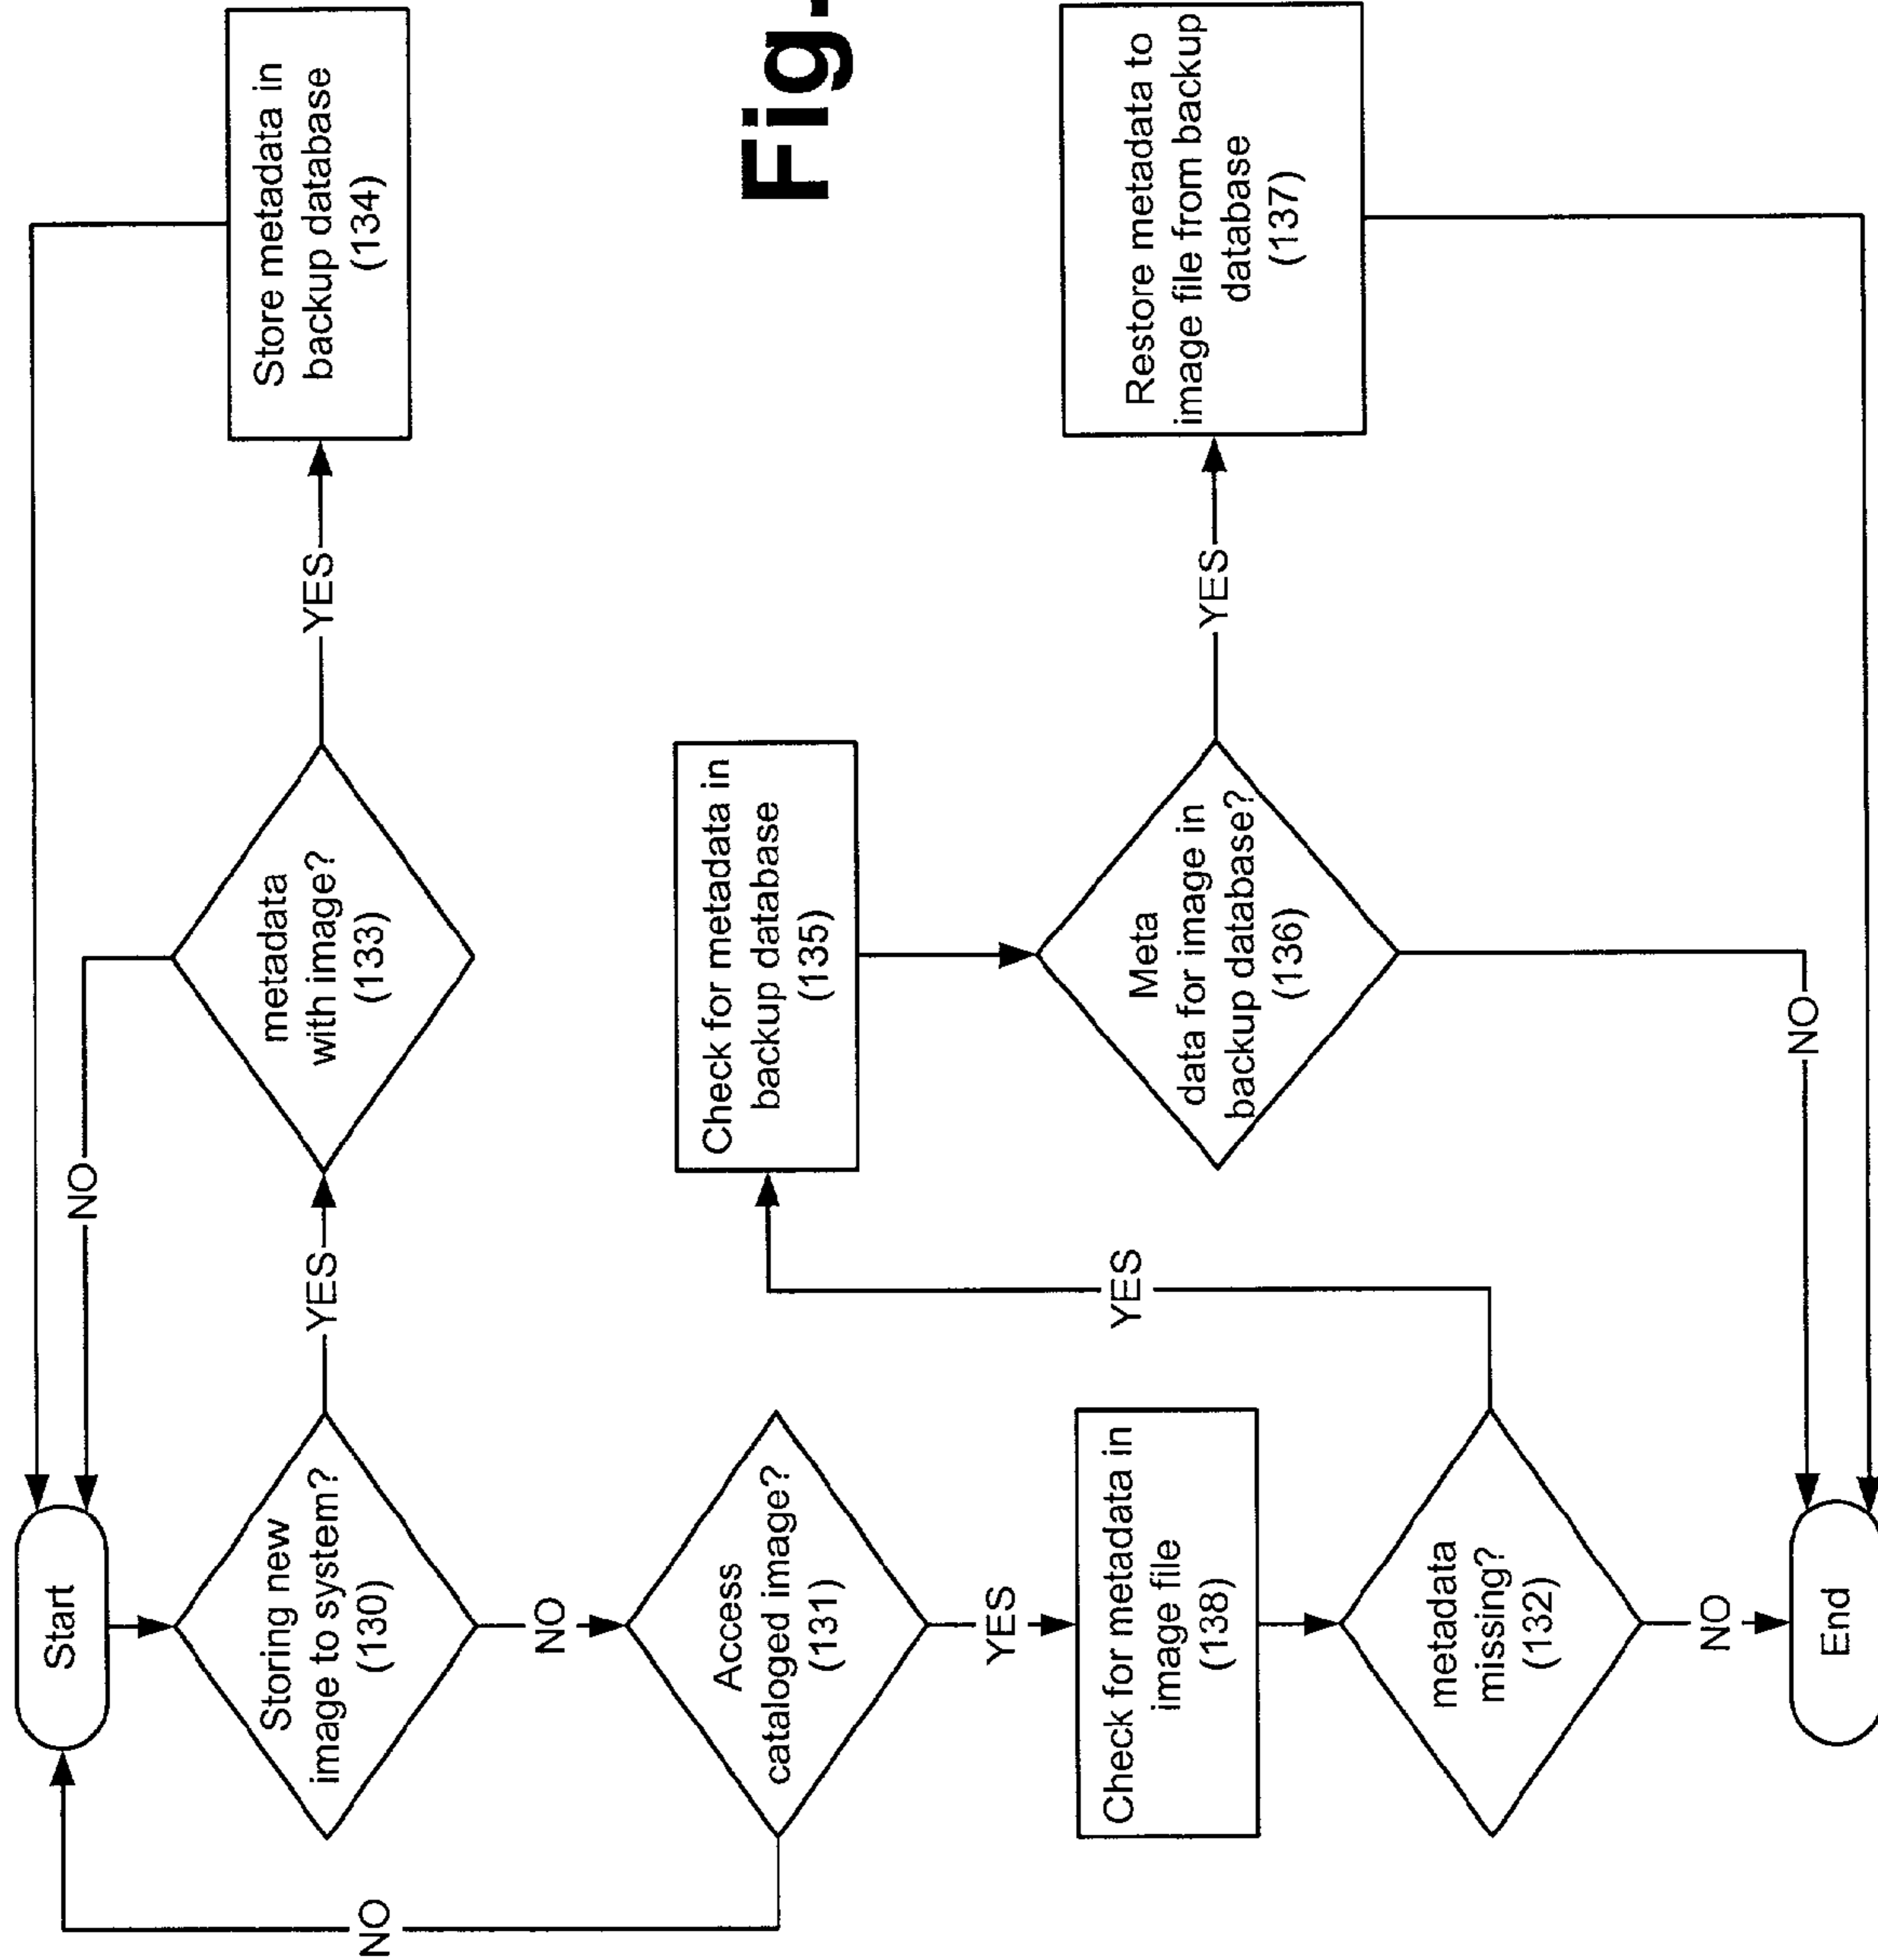 Start
Storing new
image to system?
(130)
YES
metadata
with image?
(133)
NO
YES
Store metadata in
backup database
(134)
NO
Access
cataloged image?
(131)
NO
YES
Check for metadata in
image file
(138)
metadata
missing?
(132)
YES
Check for metadata in
backup database
(135)
Meta
data for image in
backup database?
(136)
YES
Restore metadata to
image file from backup
database
(137)
NO
NO
End
Fig.